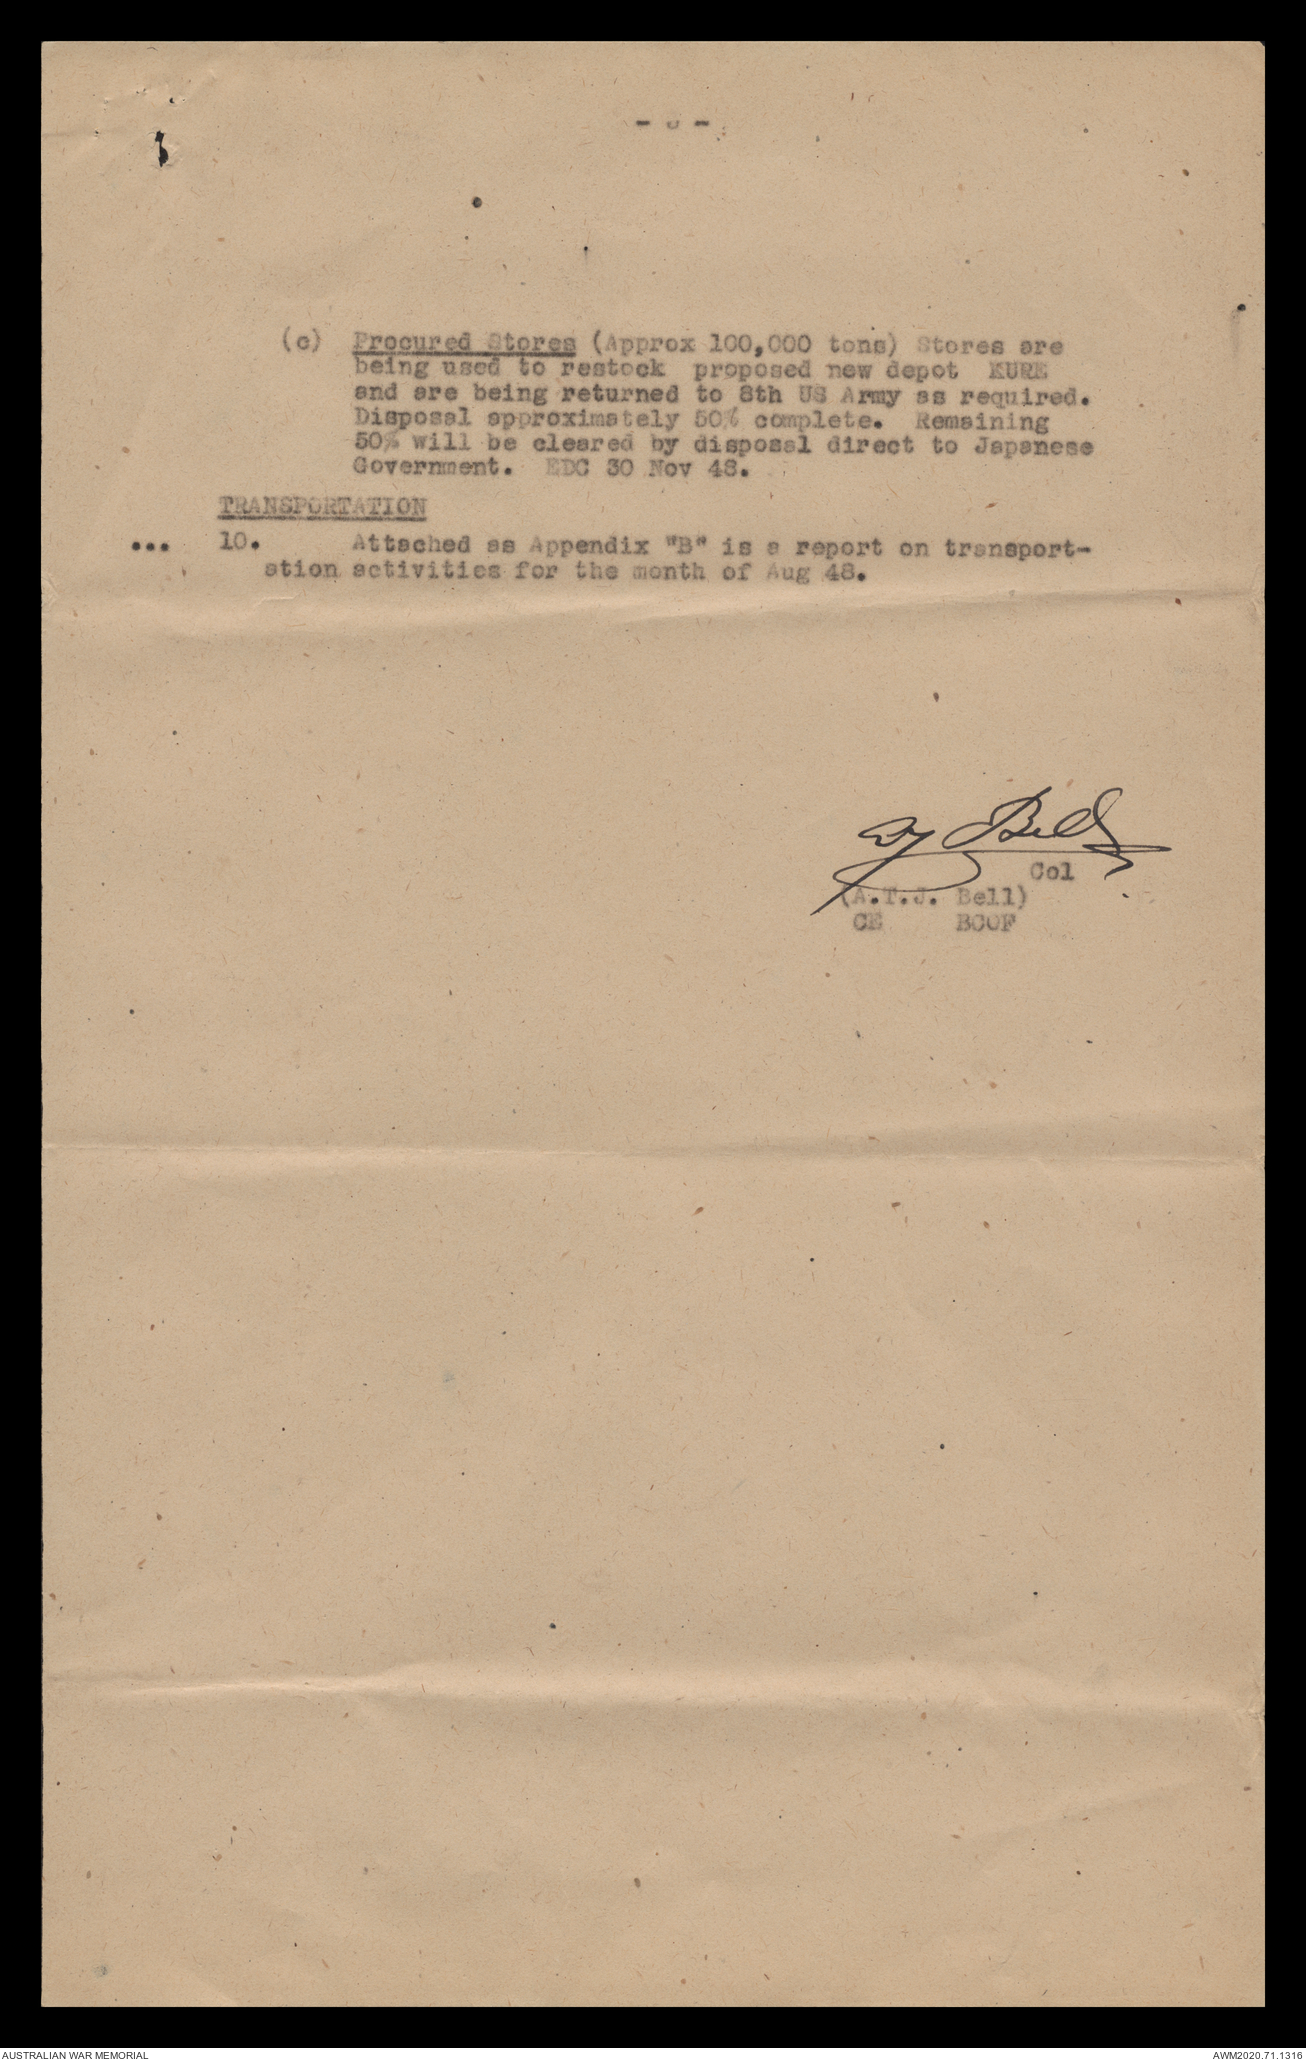 (c) Procured Stores (Approx 100,000 tons) Stores are
being used to restock proposed new depot KURE
and are being returned to 8th US Army as required.
Disposal approximately 50% complete. Remaining
50% will be cleared by disposal direct to Japanese
Government. EDC 30 Nov 48.
TRANSPORTATION
... 10. Attached as Appendix "B" is a report on transport-
ation activities for the month of Aug 48.
Bell
Col
(A.T.J. Bell)
CE BCOF
AUSTRALIAN WAR MEMORIAL
AWM2020.71.1316